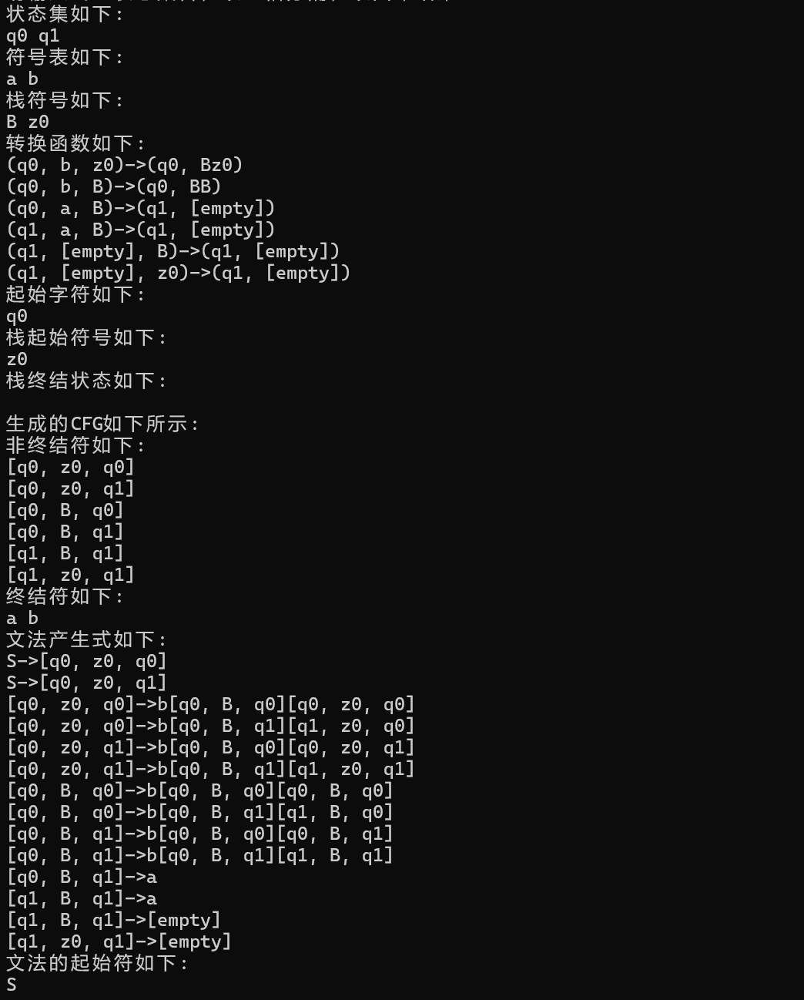 状态集如下:
q0 q1
符号表如下:
a b
栈符号如下:
B z0
转换函数如下:
(q0, b, z0)->(q0, Bz0)
(q0, b, B)->(q0, BB)
(q0, a, B)->(q1, [empty])
(q1, a, B)->(q1, [empty])
(q1, [empty], B)->(q1, [empty])
(q1, [empty], z0)->(q1, [empty])
起始字符如下:
q0
栈起始符号如下:
z0
栈终结状态如下:
生成的CFG如下所示:
非终结符如下:
[q0, z0, q0]
[q0, z0, q1]
[q0, B, q0]
[q0, B, q1]
[q1, B, q1]
[q1, z0, q1]
终结符如下:
a b
文法产生式如下:
S->[q0, z0, q0]
S->[q0, z0, q1]
[q0, z0, q0]->b[q0, B, q0][q0, z0, q0]
[q0, z0, q0]->b[q0, B, q1][q1, z0, q0]
[q0, z0, q1]->b[q0, B, q0][q0, z0, q1]
[q0, z0, q1]->b[q0, B, q1][q1, z0, q1]
[q0, B, q0]->b[q0, B, q0][q0, B, q0]
[q0, B, q0]->b[q0, B, q1][q1, B, q0]
[q0, B, q1]->b[q0, B, q0][q0, B, q1]
[q0, B, q1]->b[q0, B, q1][q1, B, q1]
[q0, B, q1]->a
[q1, B, q1]->a
[q1, B, q1]->[empty]
[q1, z0, q1]->[empty]
文法的起始符如下:
S